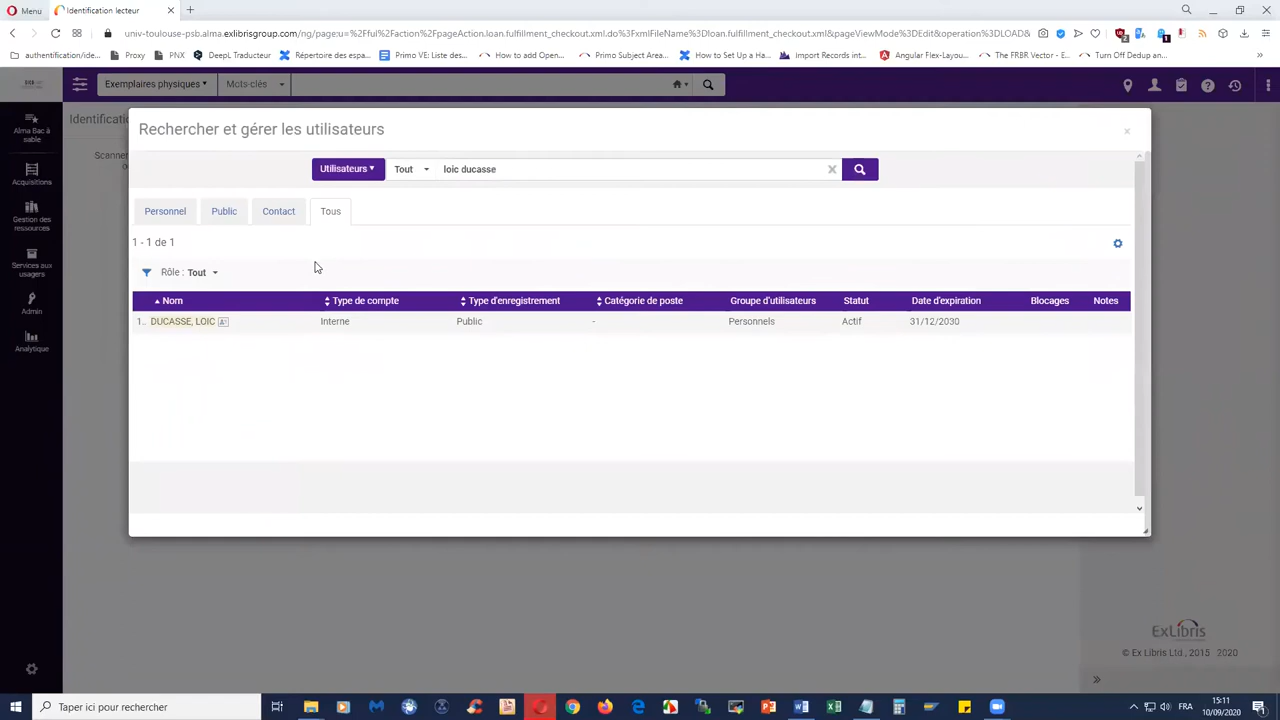 Menu
Identification lecteur
univ-toulouse-psb.alma.exlibrisgroup.com/ng/page;u=%2Fful%2Faction%2FpageAction.loan.fulfillment_checkout.xml.do%3FxmlFileName%3Dloan.fulfillment_checkout.xml&pageViewMode%3DEdit&operation%3DLOAD&
authentification/idp Proxy PNX DeepL Traducteur Répertoire des espa... Primo VE: Liste des... How to add Open... Primo Subject Area... How to Set Up a Ha... Import Records int... Angular Flex-Layou... The FRBR Vector - E... Turn Off Dedup an...
Exemplaires physiques Mots-clés
Alma Bac à sable
Acquisitions
Gestion des ressources
Services aux usagers
Admin
Analytique
Scanner
Rechercher et gérer les utilisateurs
Utilisateurs Tout loic ducasse
Personnel Public Contact Tous
1 - 1 de 1
Rôle : Tout
Nom Type de compte Type d'enregistrement Catégorie de poste Groupe d'utilisateurs Statut Date d'expiration Blocages Notes
1.. DUCASSE, LOIC Interne Public - Personnels Actif 31/12/2030
ExLibris
© Ex Libris Ltd., 2015 2020
Taper ici pour rechercher
FRA
15:11
10/09/2020